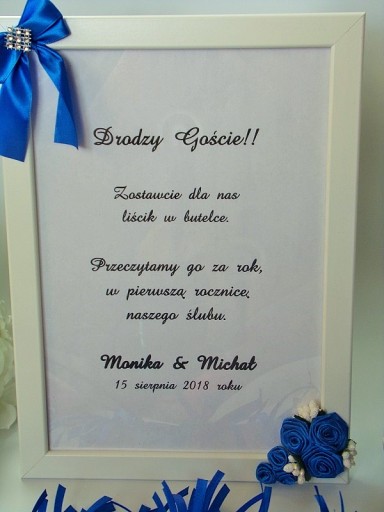 Drodzy Goście!!
Zostawcie dla nas
liścik w butelce.
Przeczytamy go za rok,
w pierwszą rocznicę
naszego ślubu.
Monika & Michał
15 sierpnia 2018 roku